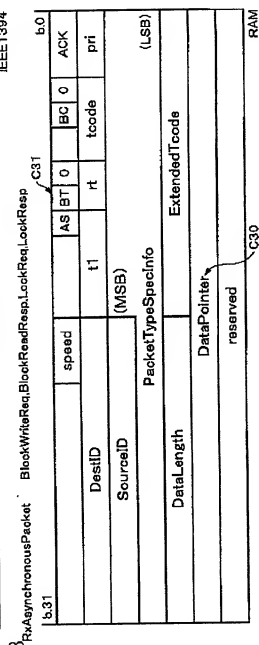 IEEE1394
RxAsynchronousPacket BlockWriteReq,BlockReadResp,LockReq,LockResp
b.31 b.0
speed AS BT 0 BC 0 ACK
C31
DestID t1 rt tcode pri
SourceID (MSB)
PacketTypeSpecInfo (LSB)
DataLength ExtendedTcode
DataPointer
C30
reserved
RAM